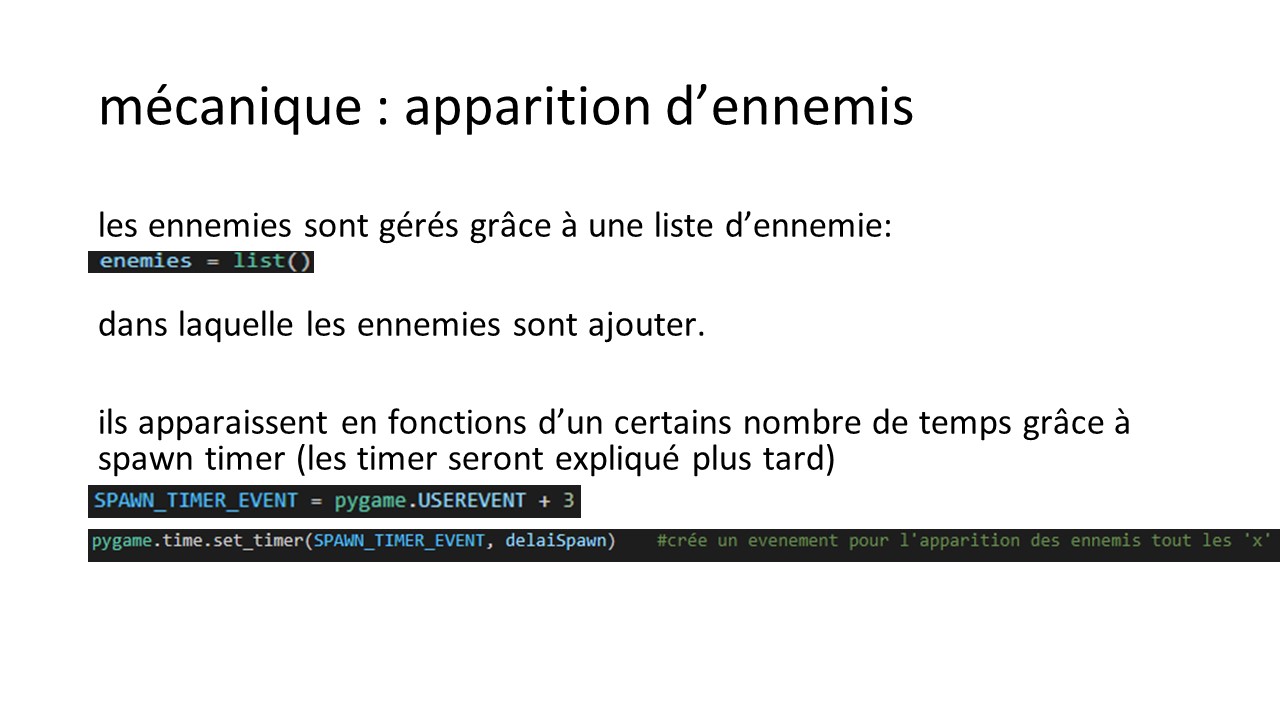 mécanique : apparition d’ennemis
les ennemies sont gérés grâce à une liste d’ennemie:
enemies = list()
dans laquelle les ennemies sont ajouter.
ils apparaissent en fonctions d’un certains nombre de temps grâce à
spawn timer (les timer seront expliqué plus tard)
SPAWN_TIMER_EVENT = pygame.USEREVENT + 3
pygame.time.set_timer(SPAWN_TIMER_EVENT, delaiSpawn)    #crée un evenement pour l'apparition des ennemis tout les 'x'